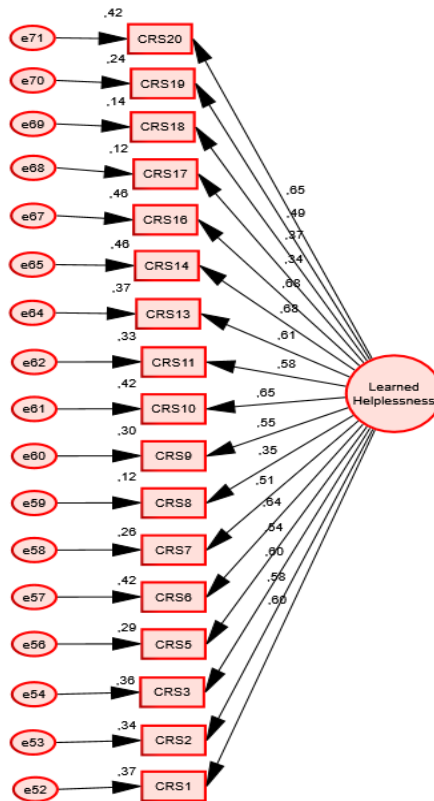 .42
e71 CRS20
.24
e70 CRS19
.14
e69 CRS18
.12
e68 CRS17
.46
e67 CRS16
.46
e65 CRS14
.37
e64 CRS13
.33
e62 CRS11
.42
e61 CRS10
.30
e60 CRS9
.12
e59 CRS8
.26
e58 CRS7
.42
e57 CRS6
.29
e56 CRS5
.36
e54 CRS3
.34
e53 CRS2
.37
e52 CRS1
.65
.49
.37
.34
.68
.68
.61
.58
.65
.55
.35
.51
.64
.54
.60
.58
.60
Learned
Helplessness